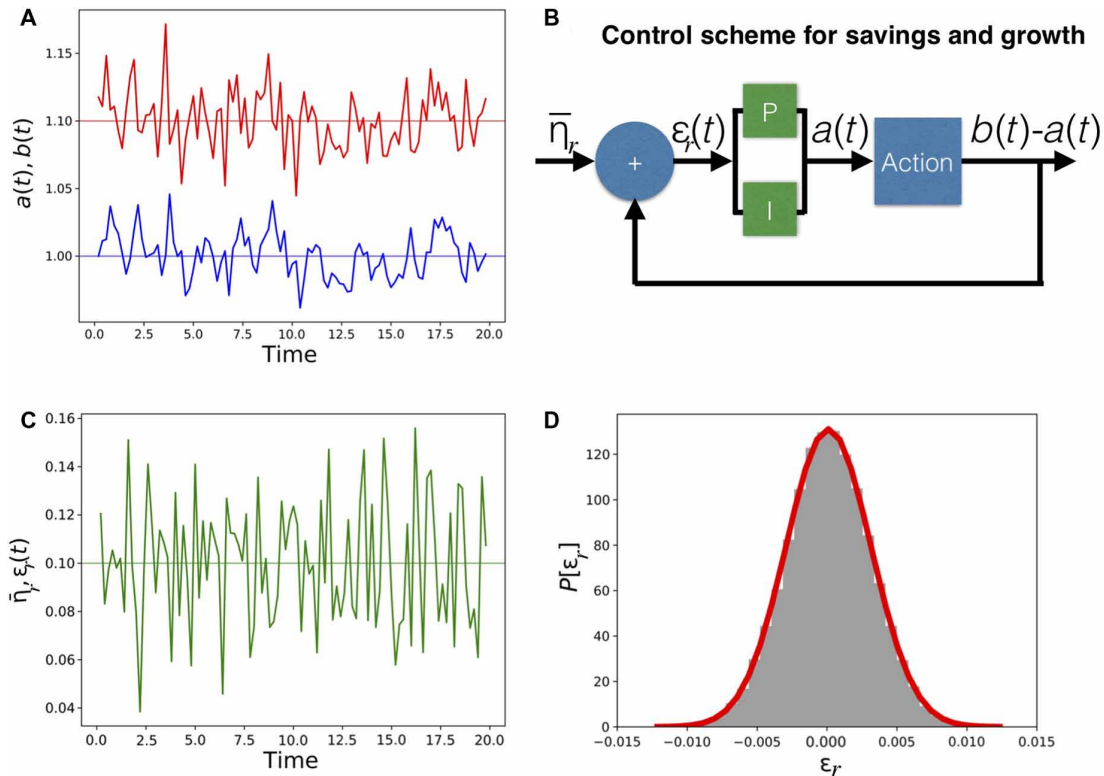 A
a(t), b(t)
1.15
1.10
1.05
1.00
0.0 2.5 5.0 7.5 10.0 12.5 15.0 17.5 20.0
Time
B
Control scheme for savings and growth
η̄r
+
εr(t)
P
I
a(t)
Action
b(t)-a(t)
C
η̄r, εr(t)
0.16
0.14
0.12
0.10
0.08
0.06
0.04
0.0 2.5 5.0 7.5 10.0 12.5 15.0 17.5 20.0
Time
D
P[εr]
120
100
80
60
40
20
0
−0.015 −0.010 −0.005 0.000 0.005 0.010 0.015
εr